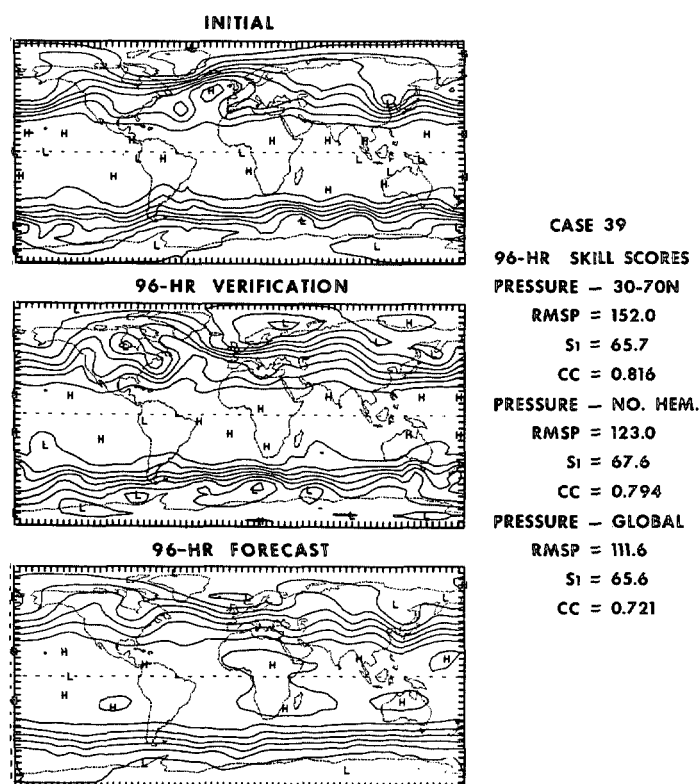 INITIAL
96-HR VERIFICATION
96-HR FORECAST
CASE 39
96-HR SKILL SCORES
PRESSURE – 30-70N
RMSP = 152.0
S1 = 65.7
CC = 0.816
PRESSURE – NO. HEM.
RMSP = 123.0
S1 = 67.6
CC = 0.794
PRESSURE – GLOBAL
RMSP = 111.6
S1 = 65.6
CC = 0.721